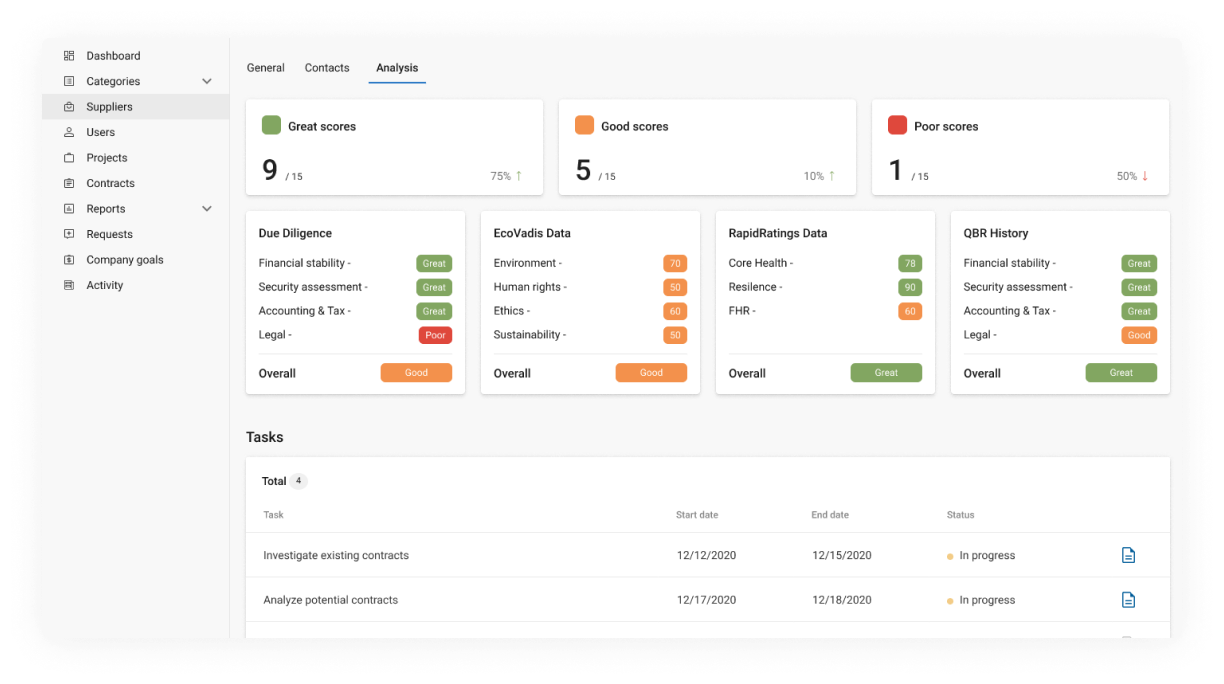 Dashboard
Categories
Suppliers
Users
Projects
Contracts
Reports
Requests
Company goals
Activity
General Contacts Analysis
Great scores
9 / 15 75% ↑
Good scores
5 / 15 10% ↑
Poor scores
1 / 15 50% ↓
Due Diligence
Financial stability - Great
Security assessment - Great
Accounting & Tax - Great
Legal - Poor
Overall Good
EcoVadis Data
Environment - 70
Human rights - 50
Ethics - 60
Sustainability - 50
Overall Good
RapidRatings Data
Core Health - 78
Resilence - 90
FHR - 60
Overall Great
QBR History
Financial stability - Great
Security assessment - Great
Accounting & Tax - Great
Legal - Good
Overall Great
Tasks
Total 4
Task Start date End date Status
Investigate existing contracts 12/12/2020 12/15/2020 In progress
Analyze potential contracts 12/17/2020 12/18/2020 In progress